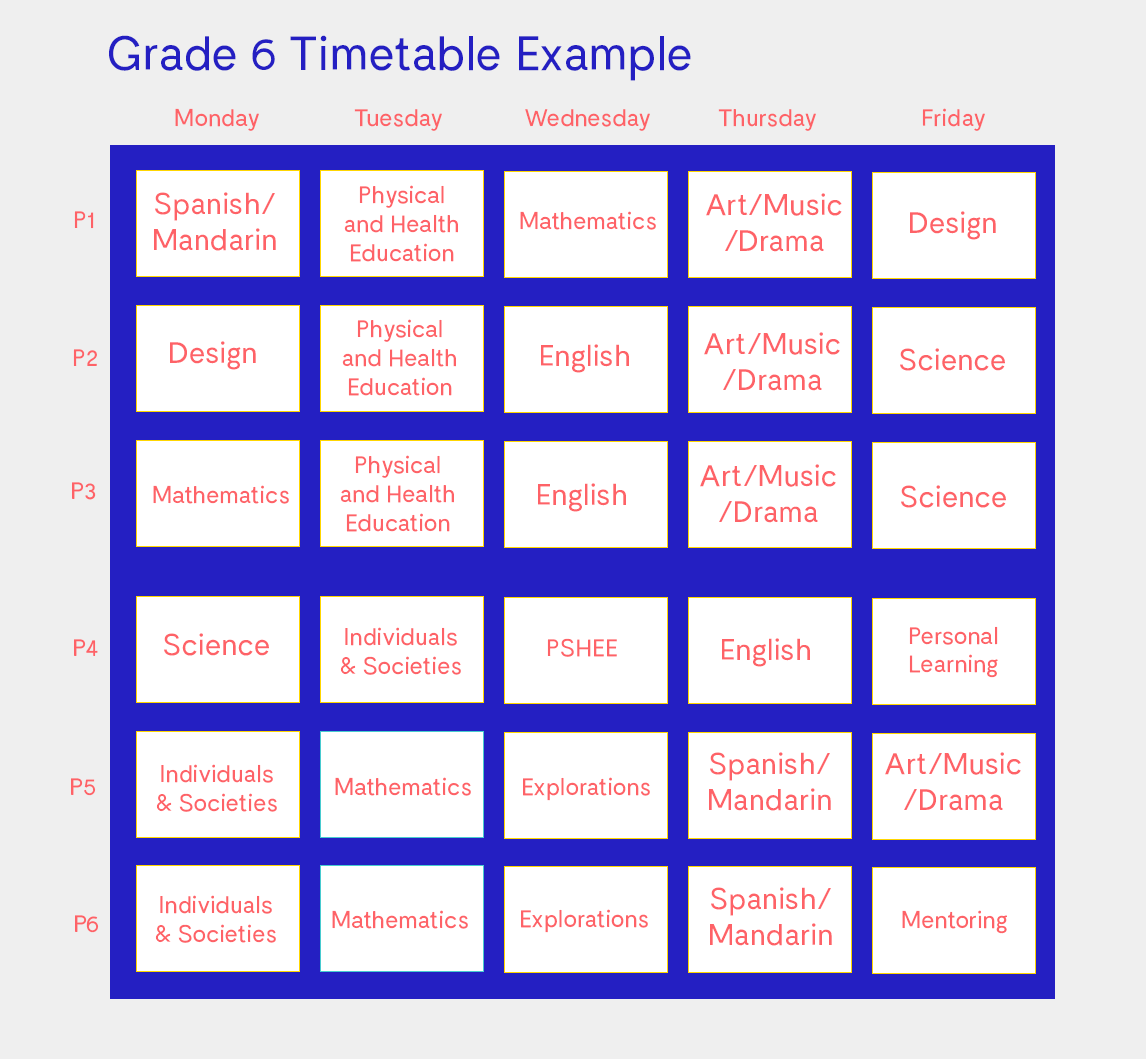 Grade 6 Timetable Example
Monday Tuesday Wednesday Thursday Friday
P1
Spanish/
Mandarin
Physical
and Health
Education
Mathematics
Art/Music
/Drama
Design
P2
Design
Physical
and Health
Education
English
Art/Music
/Drama
Science
P3
Mathematics
Physical
and Health
Education
English
Art/Music
/Drama
Science
P4
Science
Individuals
& Societies
PSHEE
English
Personal
Learning
P5
Individuals
& Societies
Mathematics
Explorations
Spanish/
Mandarin
Art/Music
/Drama
P6
Individuals
& Societies
Mathematics
Explorations
Spanish/
Mandarin
Mentoring